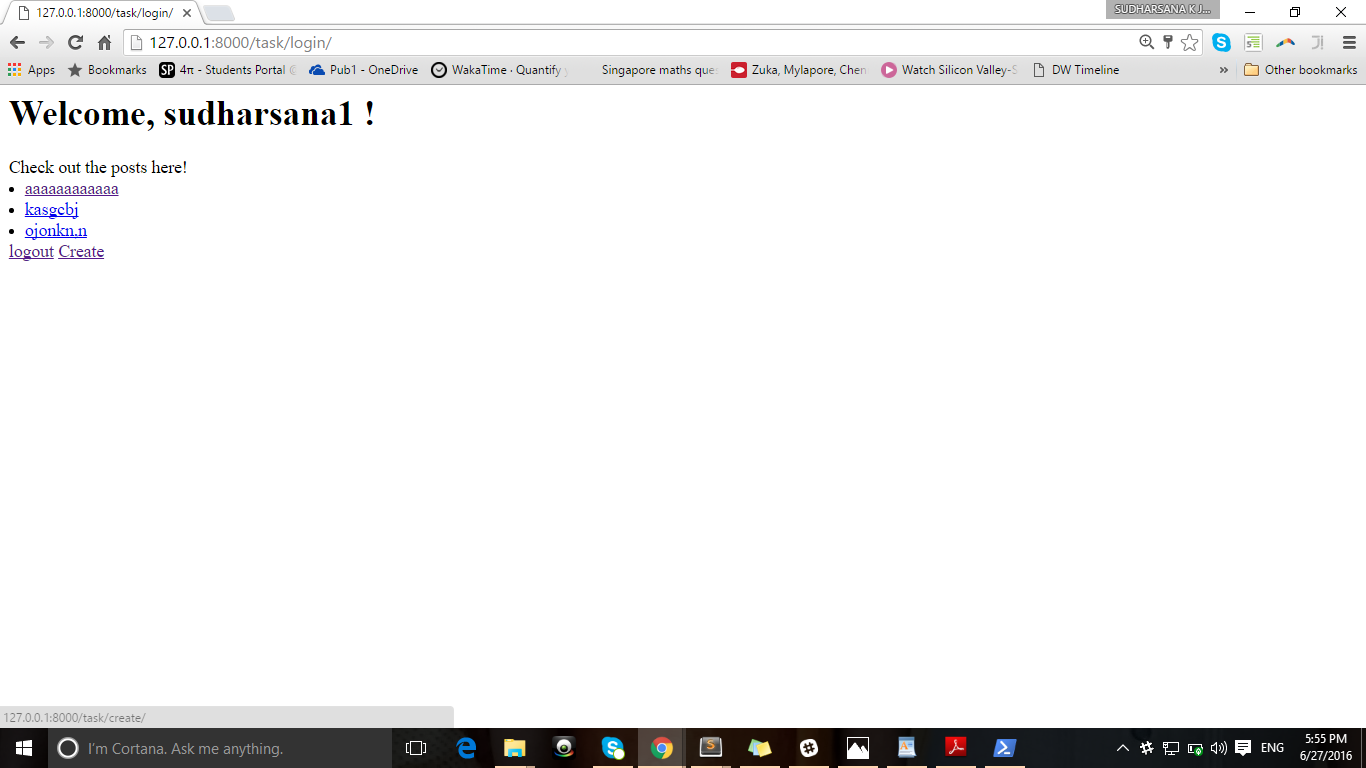 127.0.0.1:8000/task/login/
SUDHARSANA K J...
127.0.0.1:8000/task/login/
Apps Bookmarks SP 4π - Students Portal Pub1 - OneDrive WakaTime · Quantify Singapore maths que Zuka, Mylapore, Chen Watch Silicon Valley-S DW Timeline » Other bookmarks
Welcome, sudharsana1 !
Check out the posts here!
• aaaaaaaaaaaa
• kasgcbj
• ojonkn,n
logout Create
127.0.0.1:8000/task/create/
I'm Cortana. Ask me anything.
ENG
5:55 PM
6/27/2016